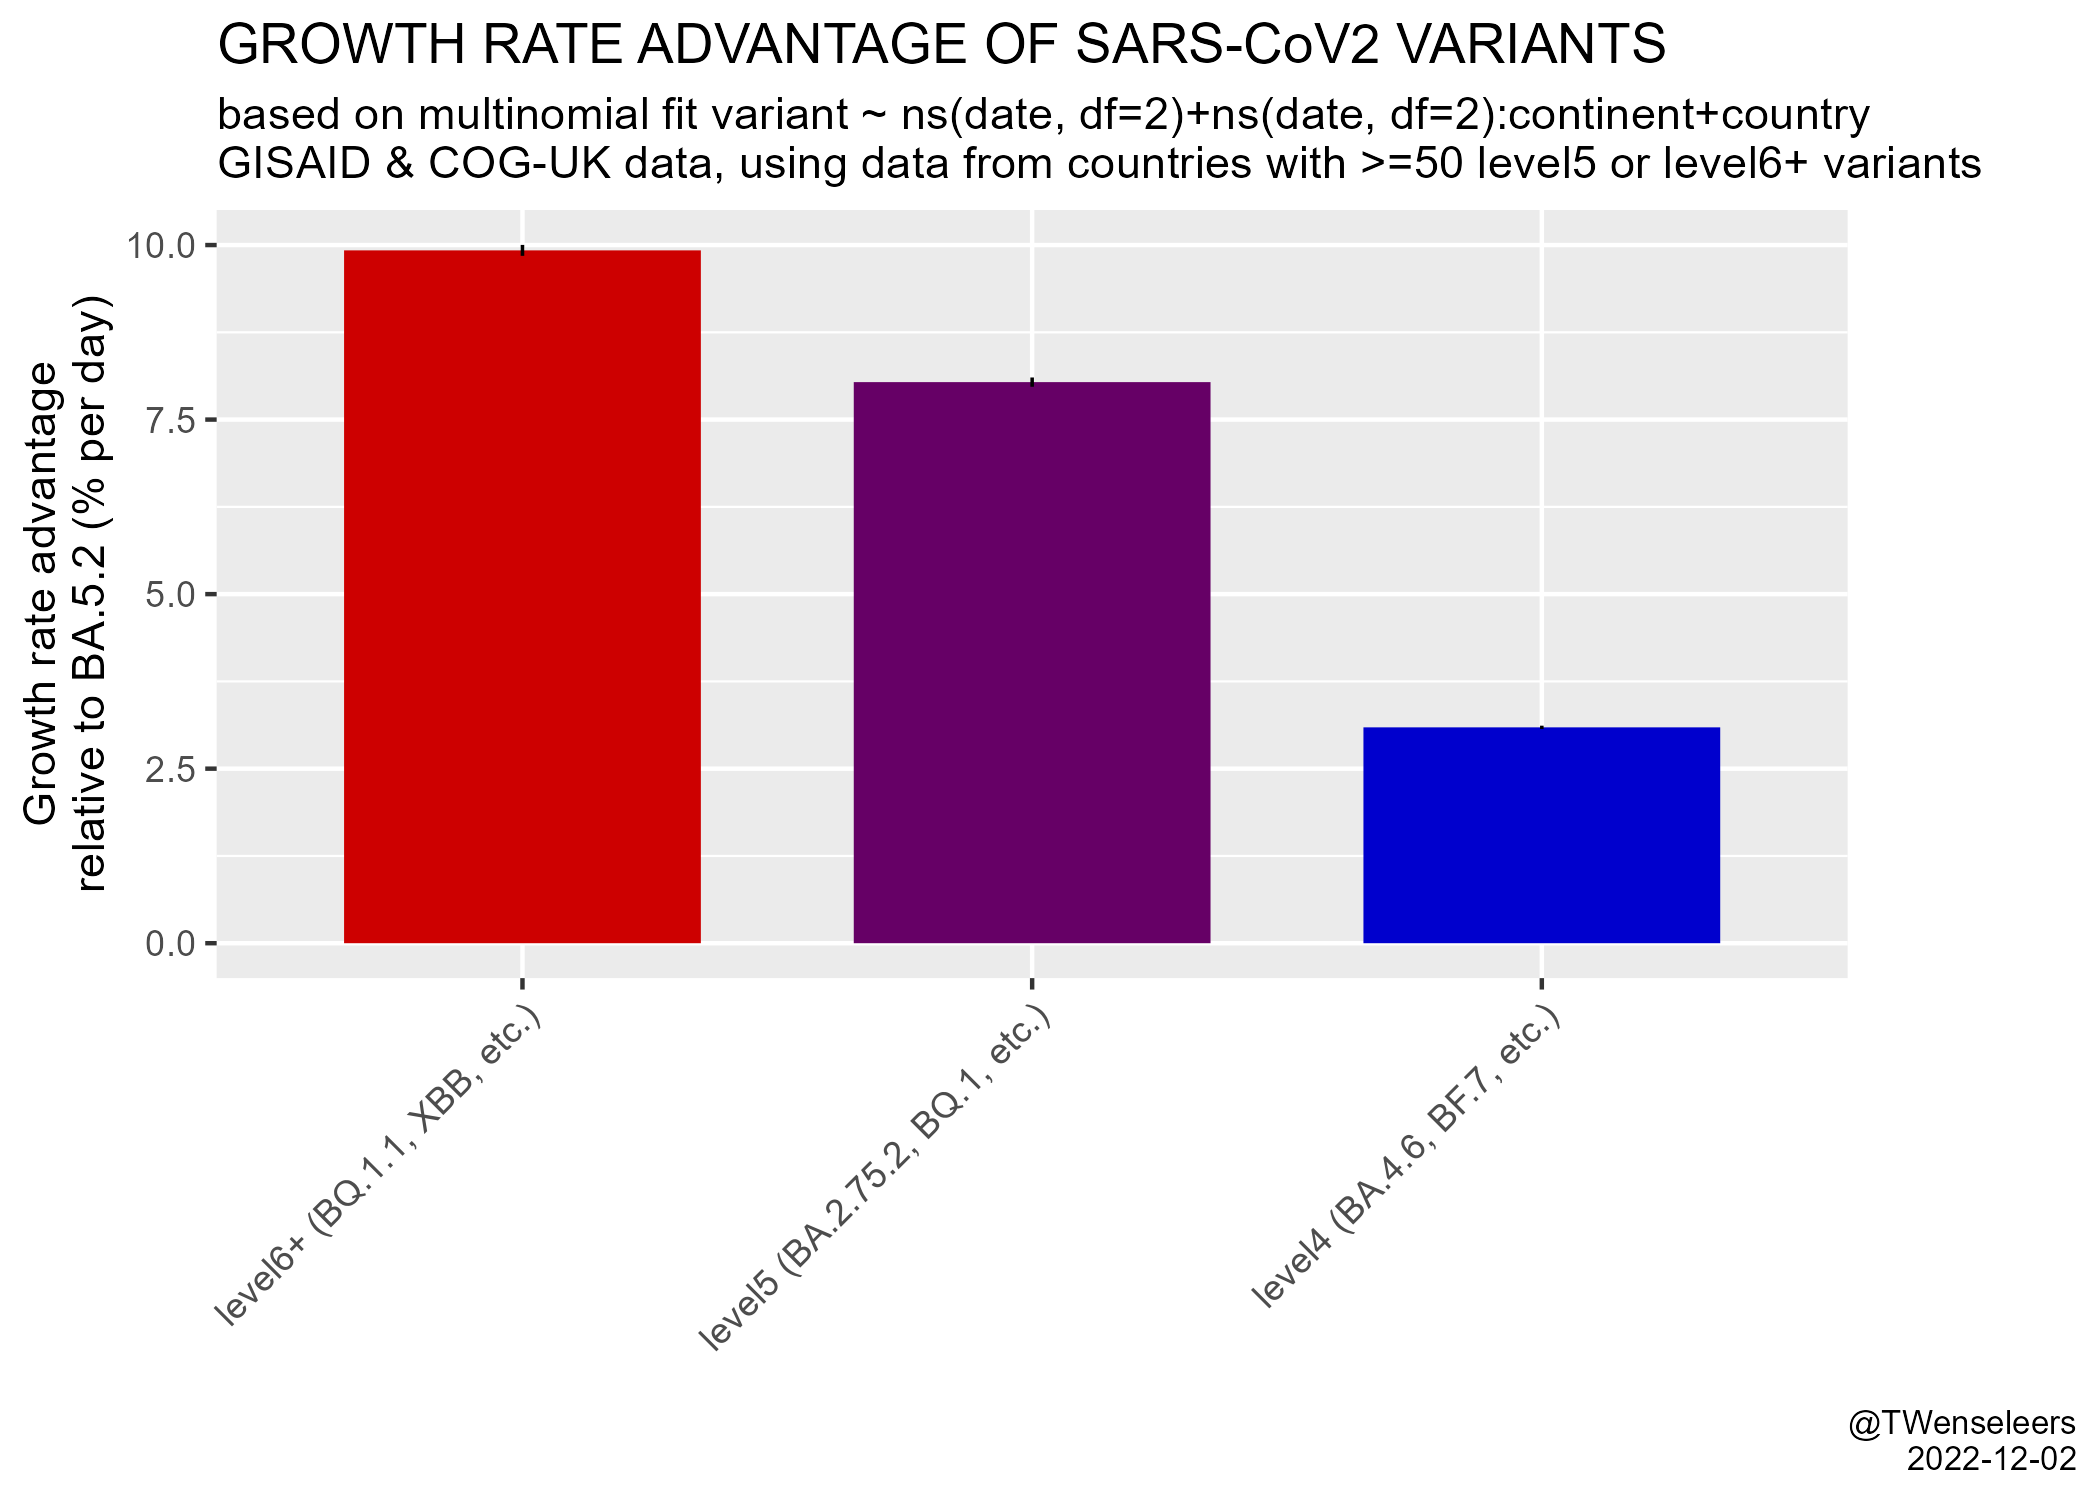 GROWTH RATE ADVANTAGE OF SARS-CoV2 VARIANTS
based on multinomial fit variant ~ ns(date, df=2)+ns(date, df=2):continent+country
GISAID & COG-UK data, using data from countries with >=50 level5 or level6+ variants
Growth rate advantage
relative to BA.5.2 (% per day)
10.0
7.5
5.0
2.5
0.0
level6+ (BQ.1.1, XBB, etc.)
level5 (BA.2.75.2, BQ.1, etc.)
level4 (BA.4.6, BF.7, etc.)
@TWenseleers
2022-12-02